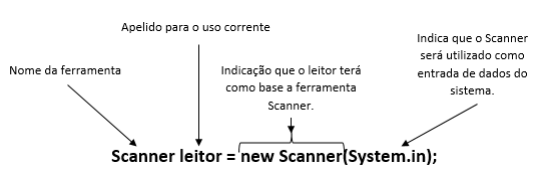 Apelido para o uso corrente
Indica que o Scanner
será utilizado como
entrada de dados do
sistema.
Nome da ferramenta
Indicação que o leitor terá
como base a ferramenta
Scanner.
Scanner leitor = new Scanner(System.in);